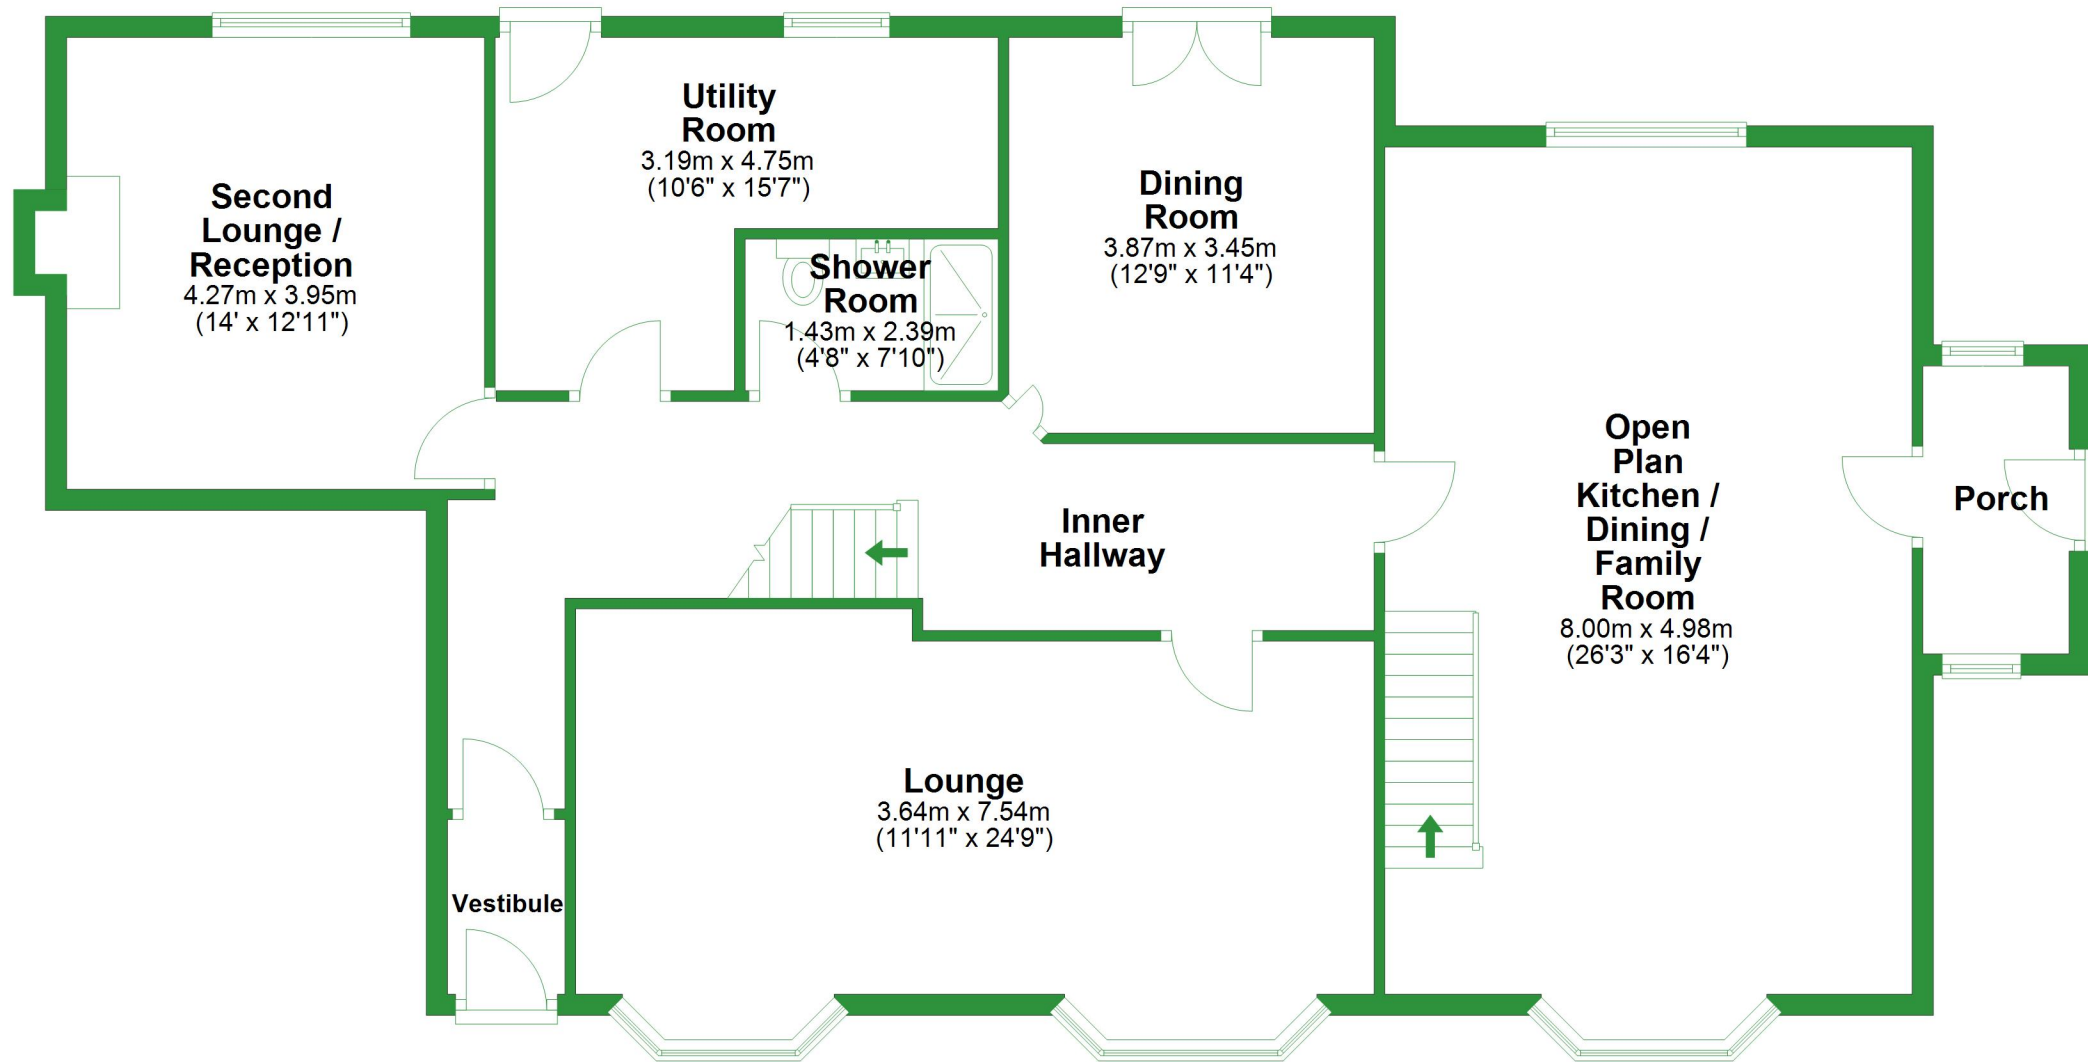 Second
Lounge /
Reception
4.27m x 3.95m
(14' x 12'11")
Utility
Room
3.19m x 4.75m
(10'6" x 15'7")
Shower
Room
1.43m x 2.39m
(4'8" x 7'10")
Dining
Room
3.87m x 3.45m
(12'9" x 11'4")
Inner
Hallway
Open
Plan
Kitchen /
Dining /
Family
Room
8.00m x 4.98m
(26'3" x 16'4")
Porch
Lounge
3.64m x 7.54m
(11'11" x 24'9")
Vestibule